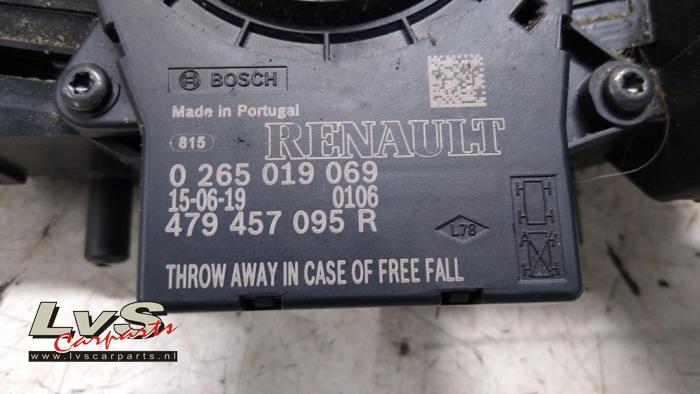 BOSCH
Made in Portugal
815
RENAULT
0 265 019 069
15-06-19 0106
479 457 095 R
L78
THROW AWAY IN CASE OF FREE FALL
LvS
Carparts
www.lvscarparts.nl